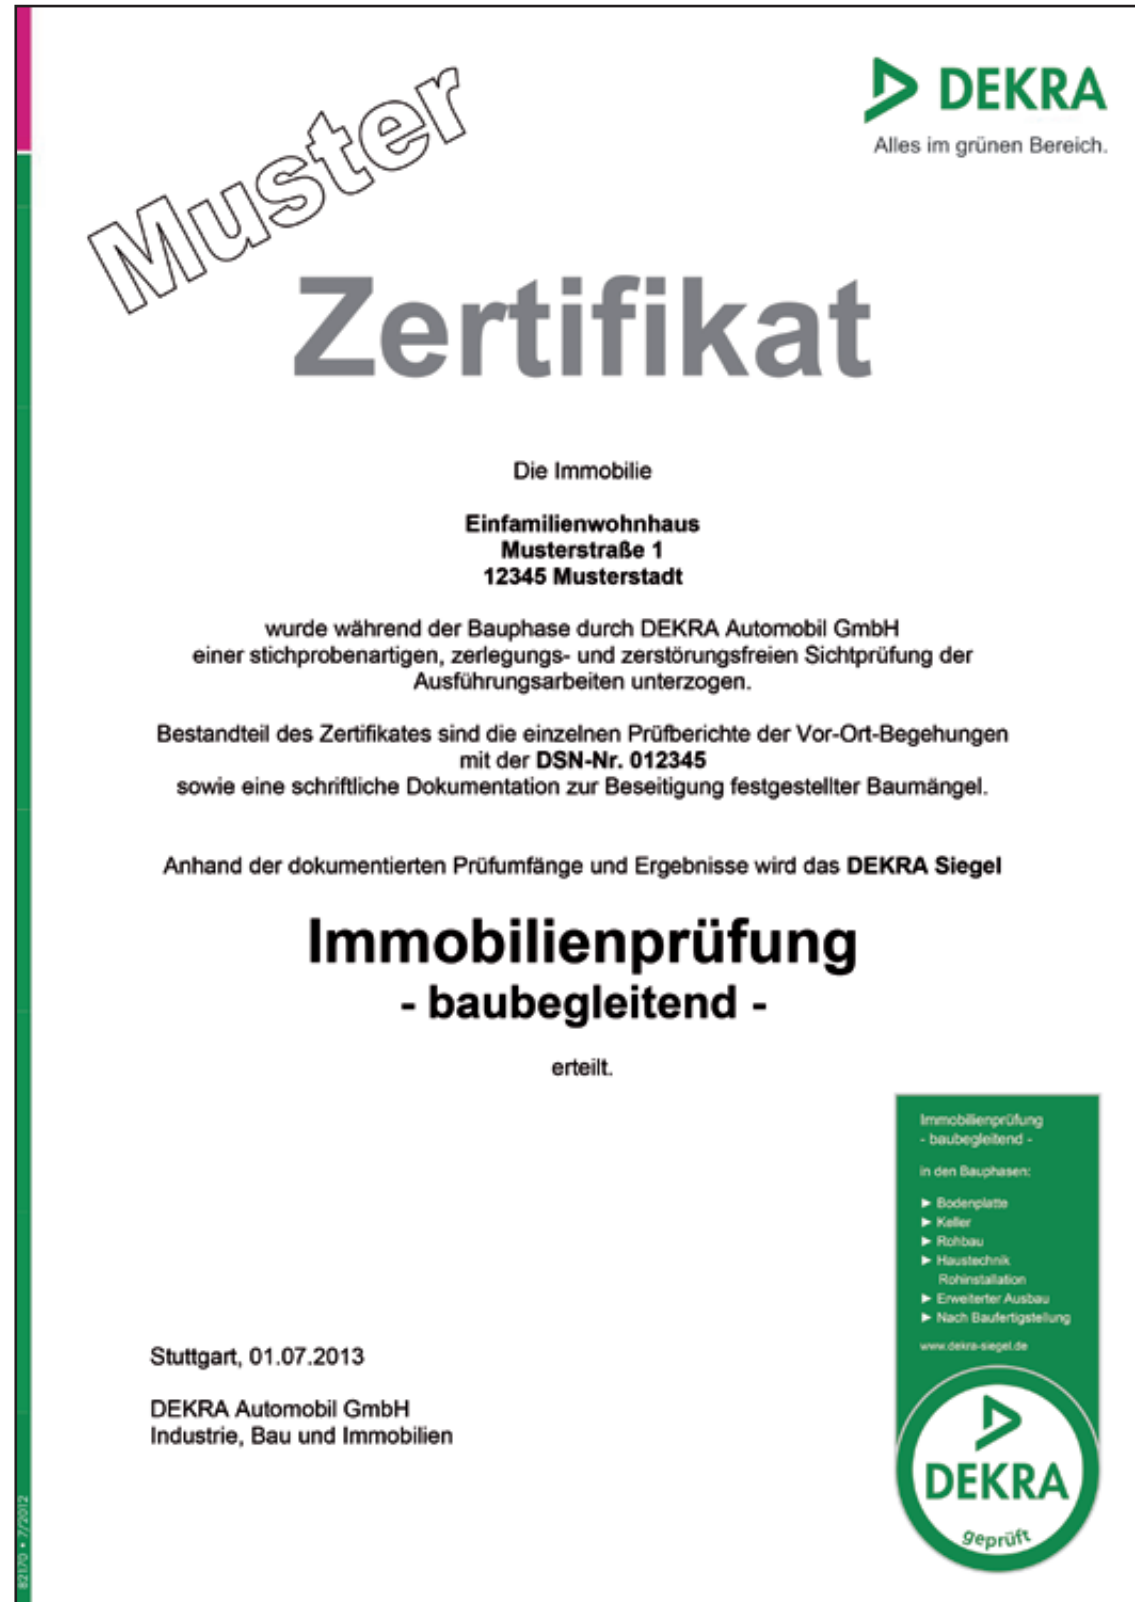 Muster
DEKRA
Alles im grünen Bereich.
Zertifikat
Die Immobilie
Einfamilienwohnhaus
Musterstraße 1
12345 Musterstadt
wurde während der Bauphase durch DEKRA Automobil GmbH
einer stichprobenartigen, zerlegungs- und zerstörungsfreien Sichtprüfung der
Ausführungsarbeiten unterzogen.
Bestandteil des Zertifikates sind die einzelnen Prüfberichte der Vor-Ort-Begehungen
mit der DSN-Nr. 012345
sowie eine schriftliche Dokumentation zur Beseitigung festgestellter Baumängel.
Anhand der dokumentierten Prüfumfänge und Ergebnisse wird das DEKRA Siegel
Immobilienprüfung
- baubegleitend -
erteilt.
Immobilienprüfung
- baubegleitend -
in den Bauphasen:
► Bodenplatte
► Keller
► Rohbau
► Haustechnik
Rohinstallation
► Erweiterter Ausbau
► Nach Baufertigstellung
www.dekra-siegel.de
DEKRA
geprüft
Stuttgart, 01.07.2013
DEKRA Automobil GmbH
Industrie, Bau und Immobilien
82170 • 7/2012